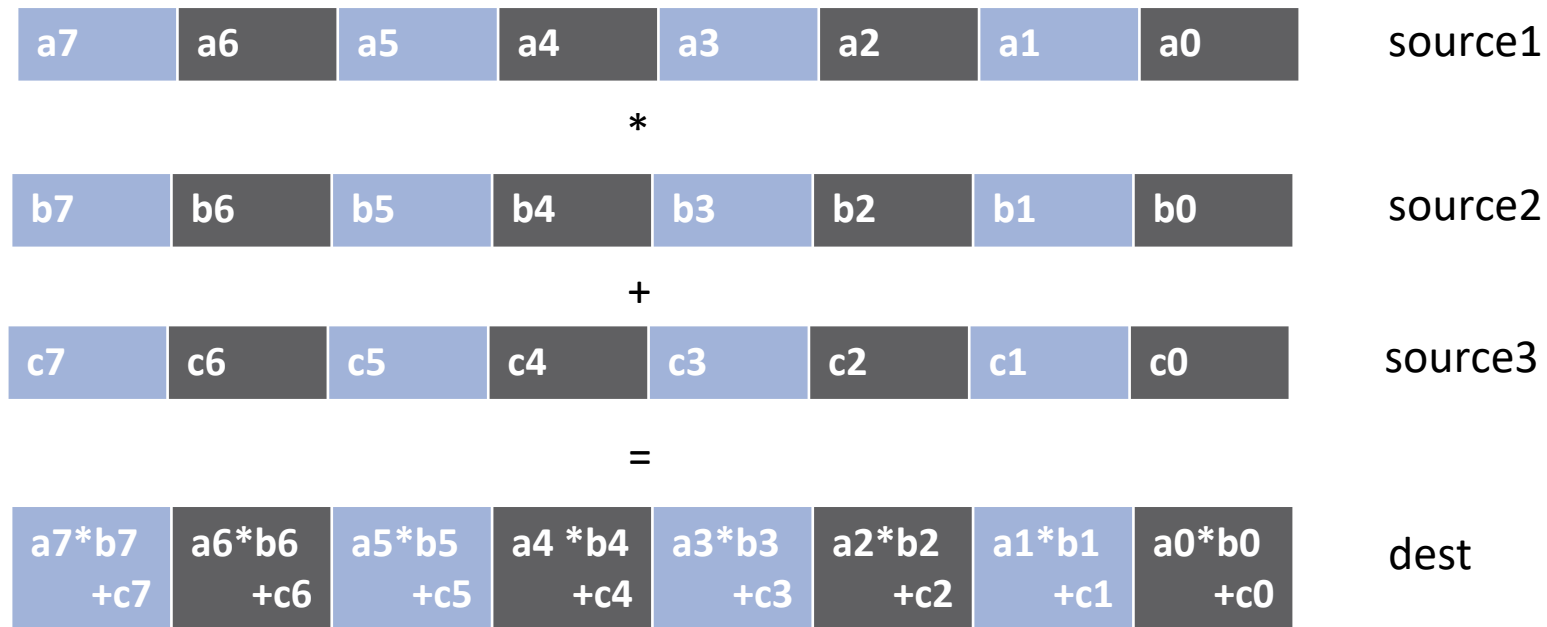 a7 a6 a5 a4 a3 a2 a1 a0 source1
*
b7 b6 b5 b4 b3 b2 b1 b0 source2
+
c7 c6 c5 c4 c3 c2 c1 c0 source3
=
a7*b7 a6*b6 a5*b5 a4 *b4 a3*b3 a2*b2 a1*b1 a0*b0 dest
+c7 +c6 +c5 +c4 +c3 +c2 +c1 +c0